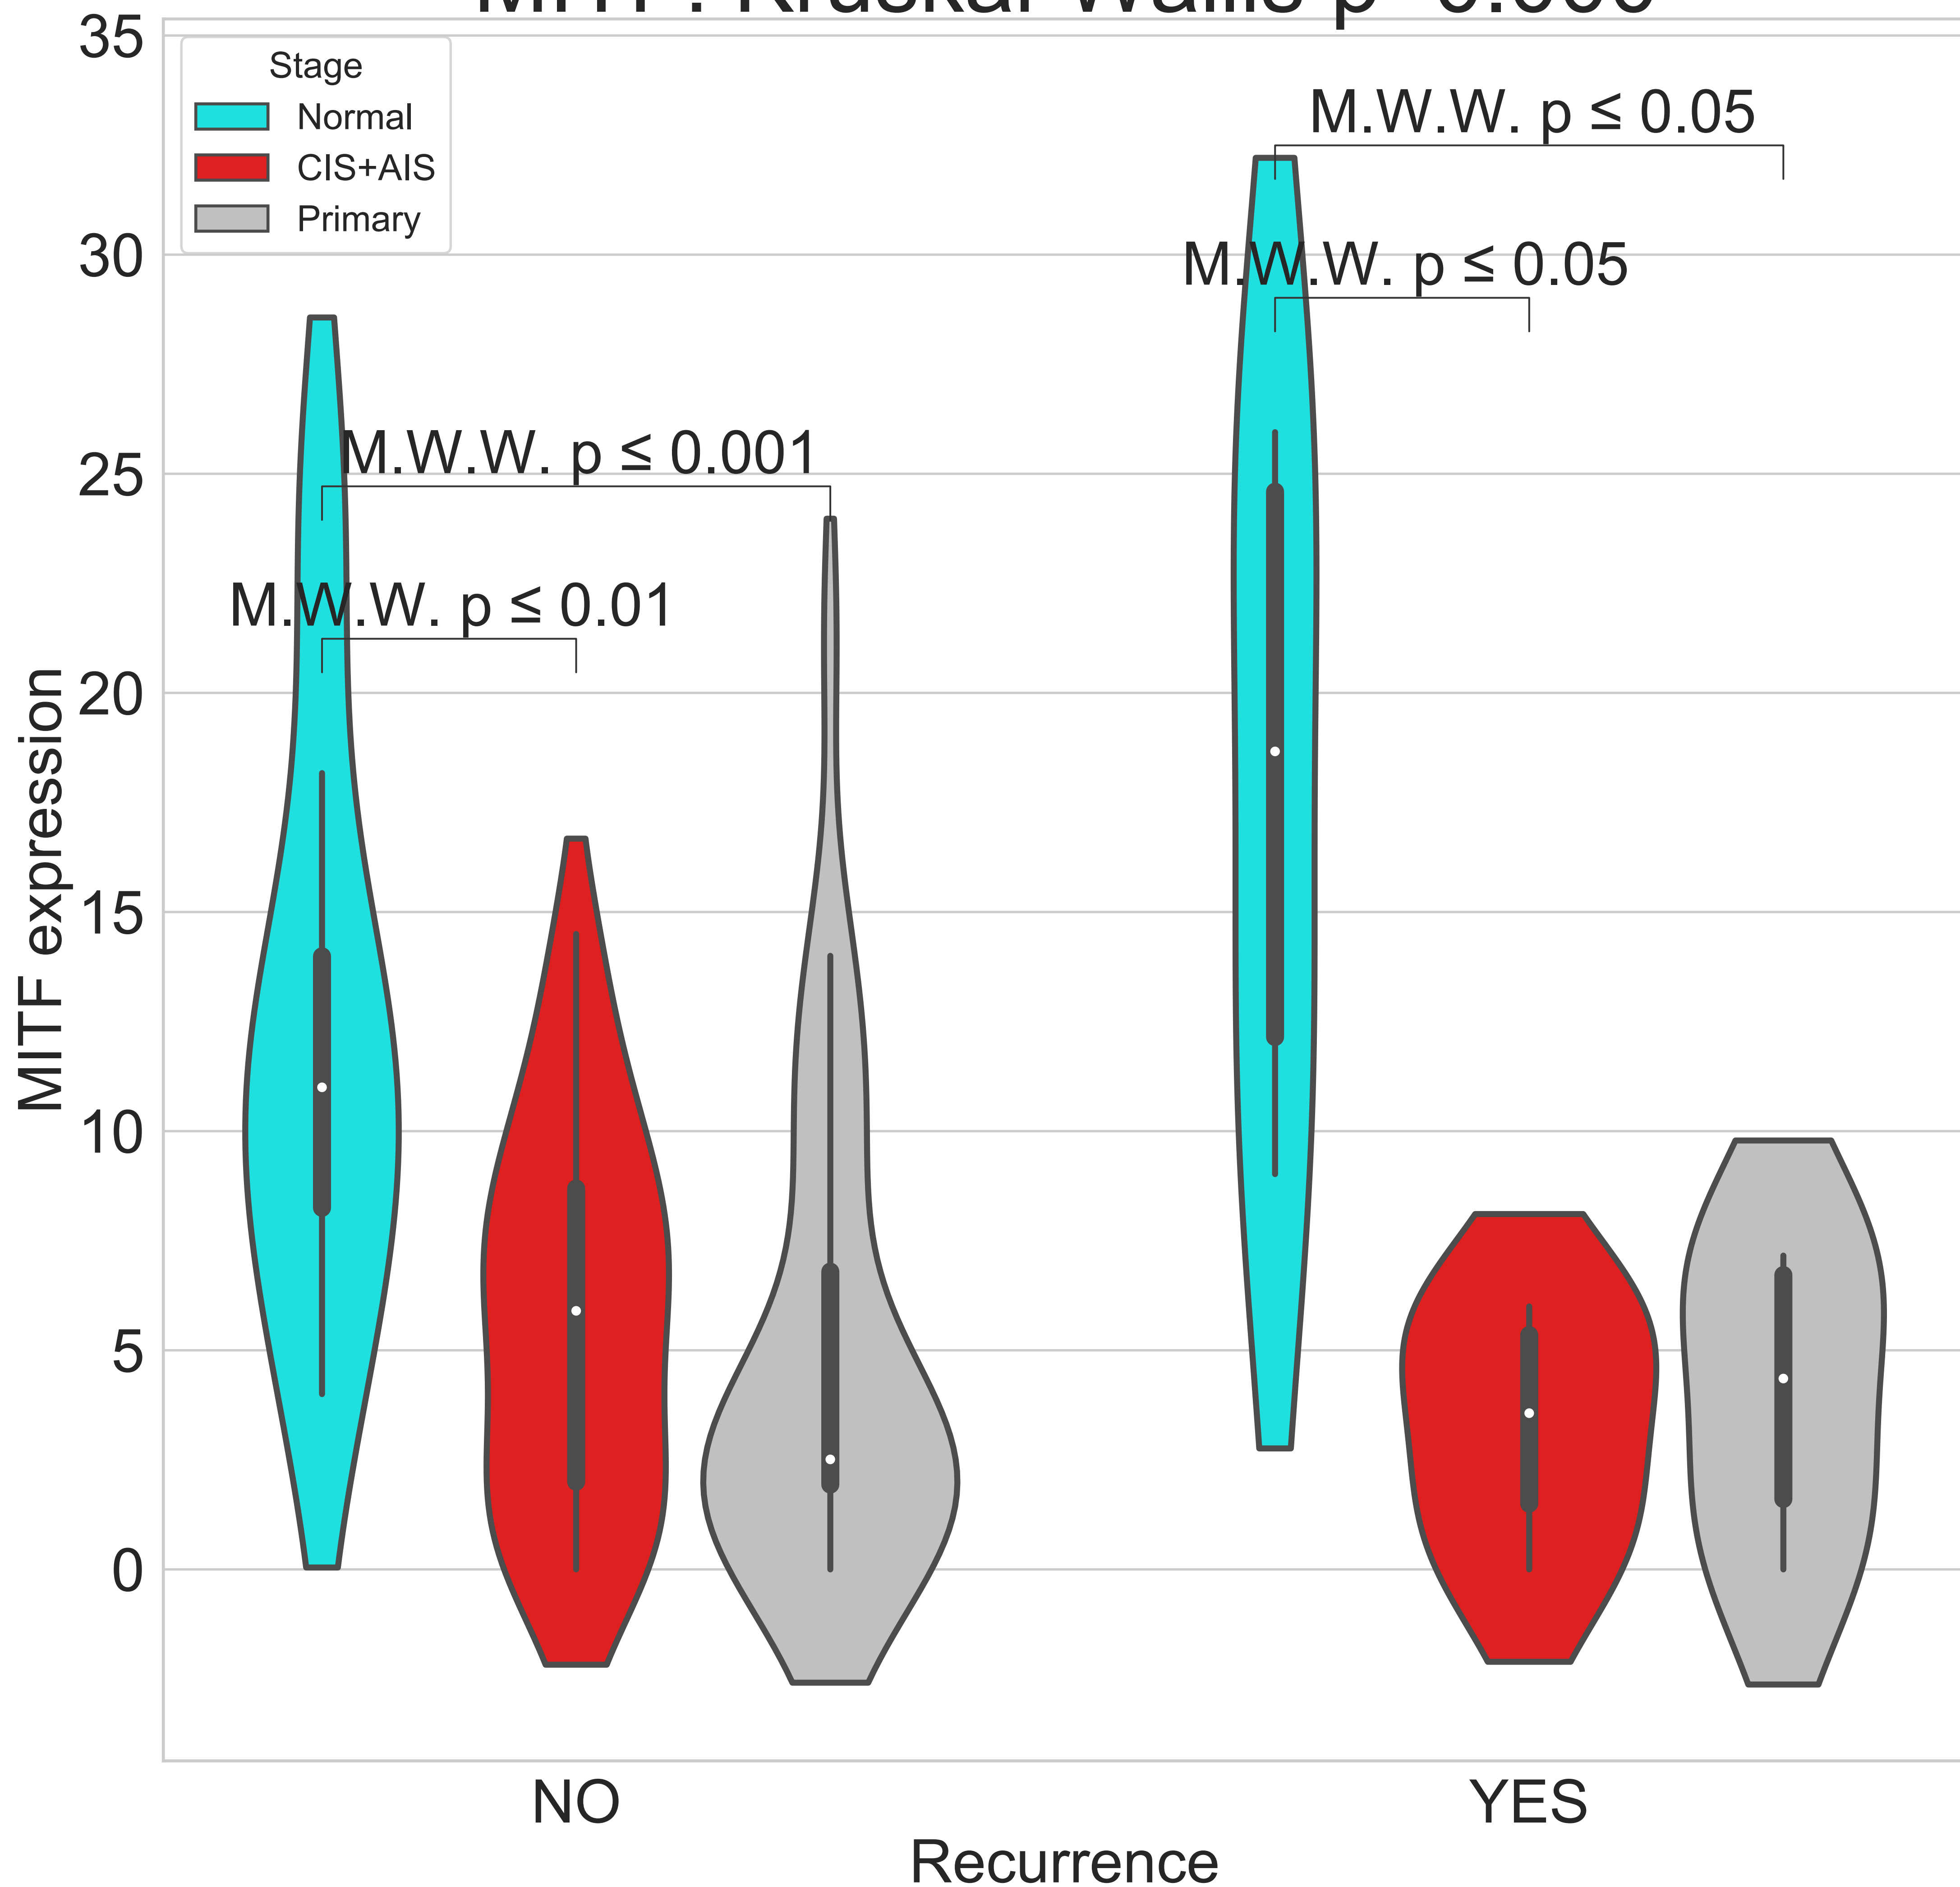 35
Stage
Normal
CIS+AIS
Primary
M.W.W. p ≤ 0.05
30
M.W.W. p ≤ 0.05
M.W.W. p ≤ 0.001
25
M.W.W. p ≤ 0.01
20
15
10
5
0
MITF expression
NO
YES
Recurrence